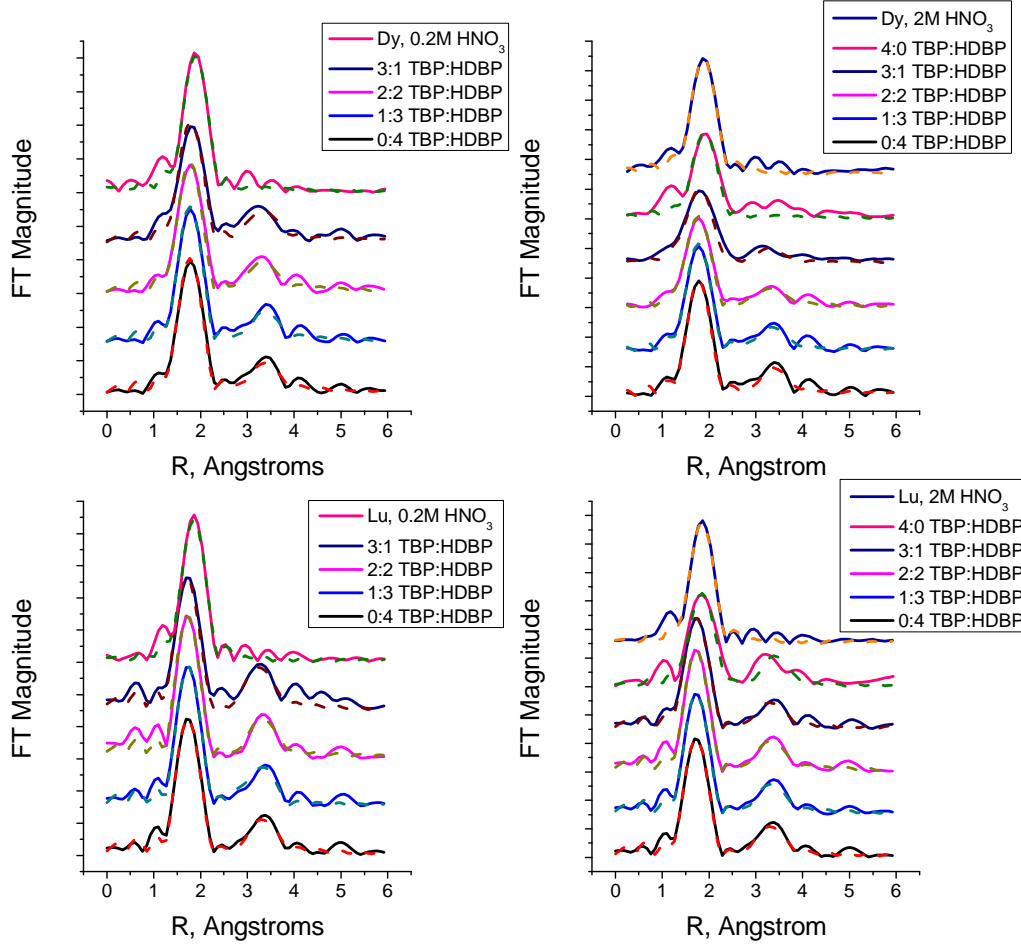 Dy, 0.2M HNO3
3:1 TBP:HDBP
2:2 TBP:HDBP
1:3 TBP:HDBP
0:4 TBP:HDBP
FT Magnitude
0 1 2 3 4 5 6
R, Angstroms
Dy, 2M HNO3
4:0 TBP:HDBP
3:1 TBP:HDBP
2:2 TBP:HDBP
1:3 TBP:HDBP
0:4 TBP:HDBP
FT Magnitude
0 1 2 3 4 5 6
R, Angstrom
Lu, 0.2M HNO3
3:1 TBP:HDBP
2:2 TBP:HDBP
1:3 TBP:HDBP
0:4 TBP:HDBP
FT Magnitude
0 1 2 3 4 5 6
R, Angstroms
Lu, 2M HNO3
4:0 TBP:HDBP
3:1 TBP:HDBP
2:2 TBP:HDBP
1:3 TBP:HDBP
0:4 TBP:HDBP
FT Magnitude
0 1 2 3 4 5 6
R, Angstrom